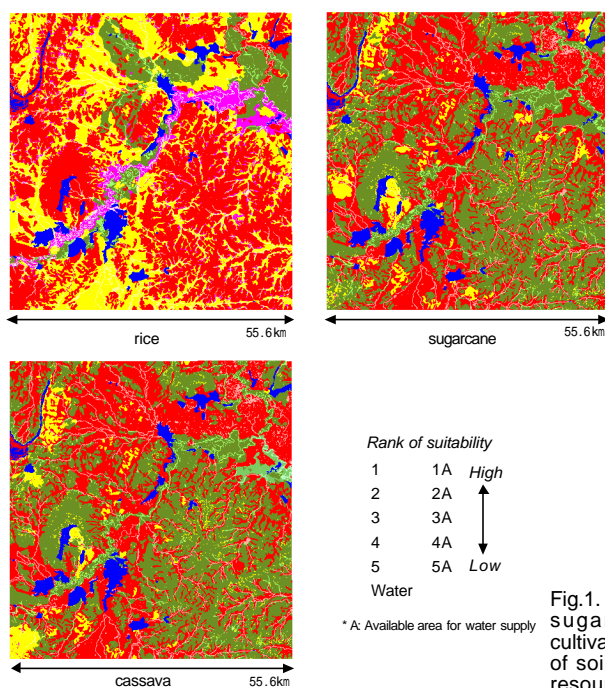 55.6km
rice
55.6km
sugarcane
55.6km
cassava
Rank of suitability
1 1A High
2 2A
3 3A
4 4A
5 5A Low
Water
* A: Available area for water supply
Fig.1.
sugar
cultiva
of soi
resou